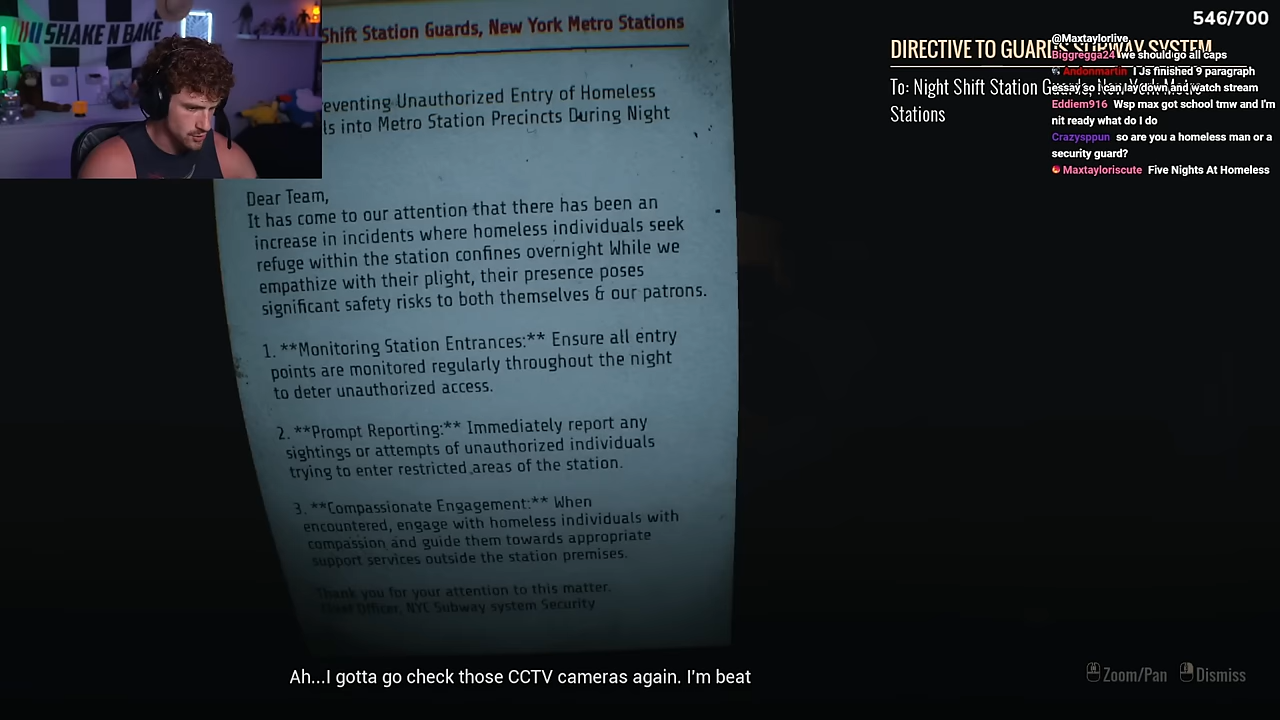 SHAKE N BAKE
Shift Station Guards, New York Metro Stations
eventing Unauthorized Entry of Homeless
ls into Metro Station Precincts During Night
Dear Team,
It has come to our attention that there has been an
increase in incidents where homeless individuals seek
refuge within the station confines overnight While we
empathize with their plight, their presence poses
significant safety risks to both themselves & our patrons.
1. **Monitoring Station Entrances:** Ensure all entry
points are monitored regularly throughout the night
to deter unauthorized access.
2. **Prompt Reporting:** Immediately report any
sightings or attempts of unauthorized individuals
trying to enter restricted areas of the station.
3. **Compassionate Engagement:** When
encountered, engage with homeless individuals with
compassion and guide them towards appropriate
support services outside the station premises.
Thank you for your attention to this matter.
Officer, NYC Subway system Security
Ah...I gotta go check those CCTV cameras again. I'm beat
546/700
DIRECTIVE TO GUARDS SUBWAY SYSTEM
To: Night Shift Station Guards, New York Metro
Stations
@Maxtaylorlive
Biggregga24 we should go all caps
Andonmartin I Js finished 9 paragraph
essay so I can lay down and watch stream
Eddiem916 Wsp max got school tmw and I'm
nit ready what do I do
Crazysppun so are you a homeless man or a
security guard?
Maxtayloriscute Five Nights At Homeless
Zoom/Pan
Dismiss